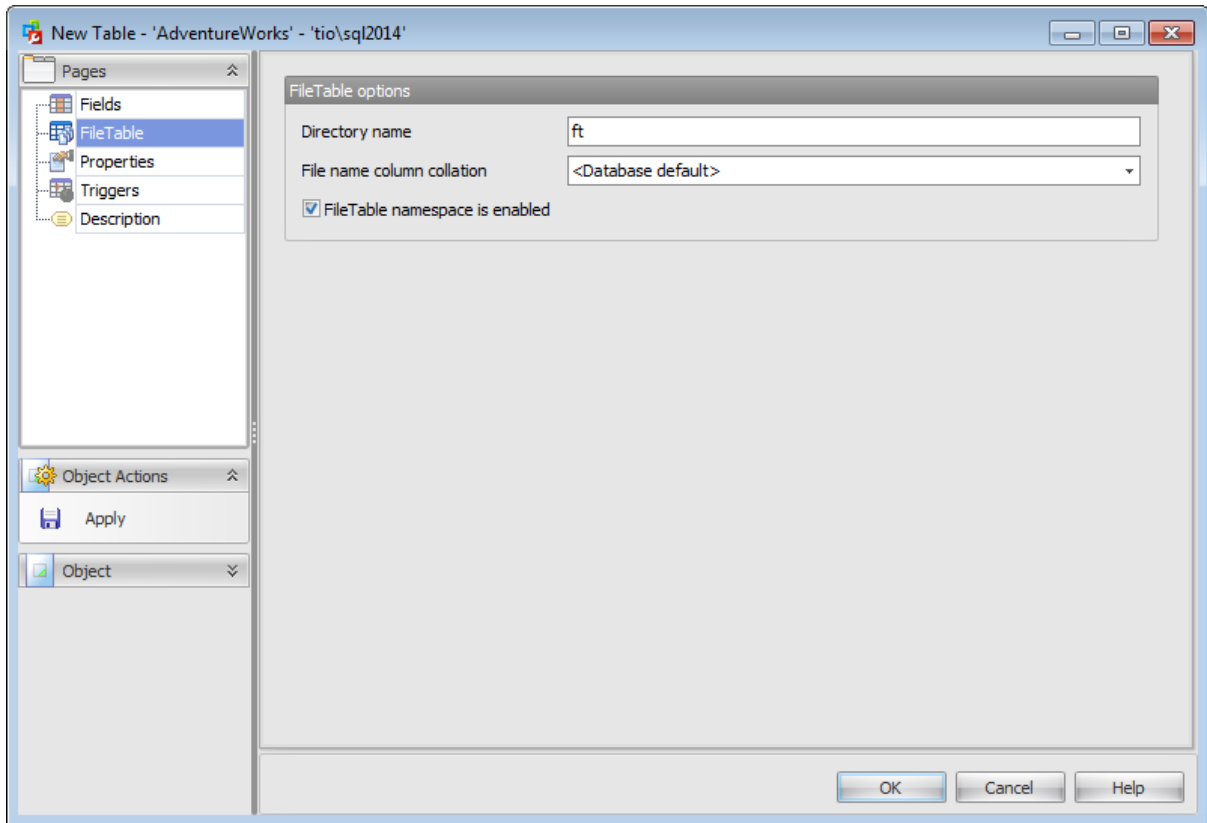 New Table - 'AdventureWorks' - 'tio\sql2014'
Pages
Fields
FileTable
Properties
Triggers
Description
Object Actions
Apply
Object
FileTable options
Directory name
ft
File name column collation
<Database default>
FileTable namespace is enabled
OK
Cancel
Help